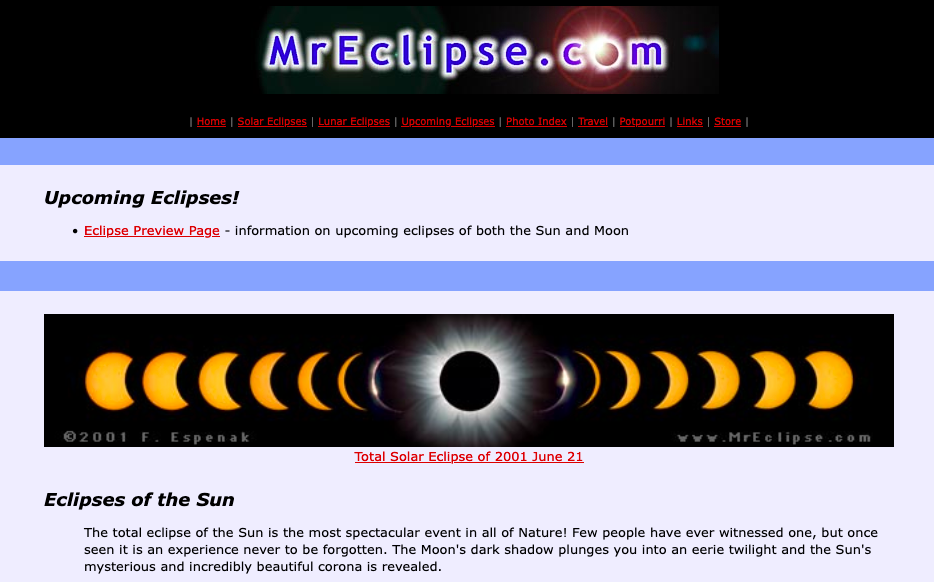 MrEclipse.com
| Home | Solar Eclipses | Lunar Eclipses | Upcoming Eclipses | Photo Index | Travel | Potpourri | Links | Store |
Upcoming Eclipses!
• Eclipse Preview Page - information on upcoming eclipses of both the Sun and Moon
©2001 F. Espenak www.MrEclipse.com
Total Solar Eclipse of 2001 June 21
Eclipses of the Sun
The total eclipse of the Sun is the most spectacular event in all of Nature! Few people have ever witnessed one, but once
seen it is an experience never to be forgotten. The Moon's dark shadow plunges you into an eerie twilight and the Sun's
mysterious and incredibly beautiful corona is revealed.